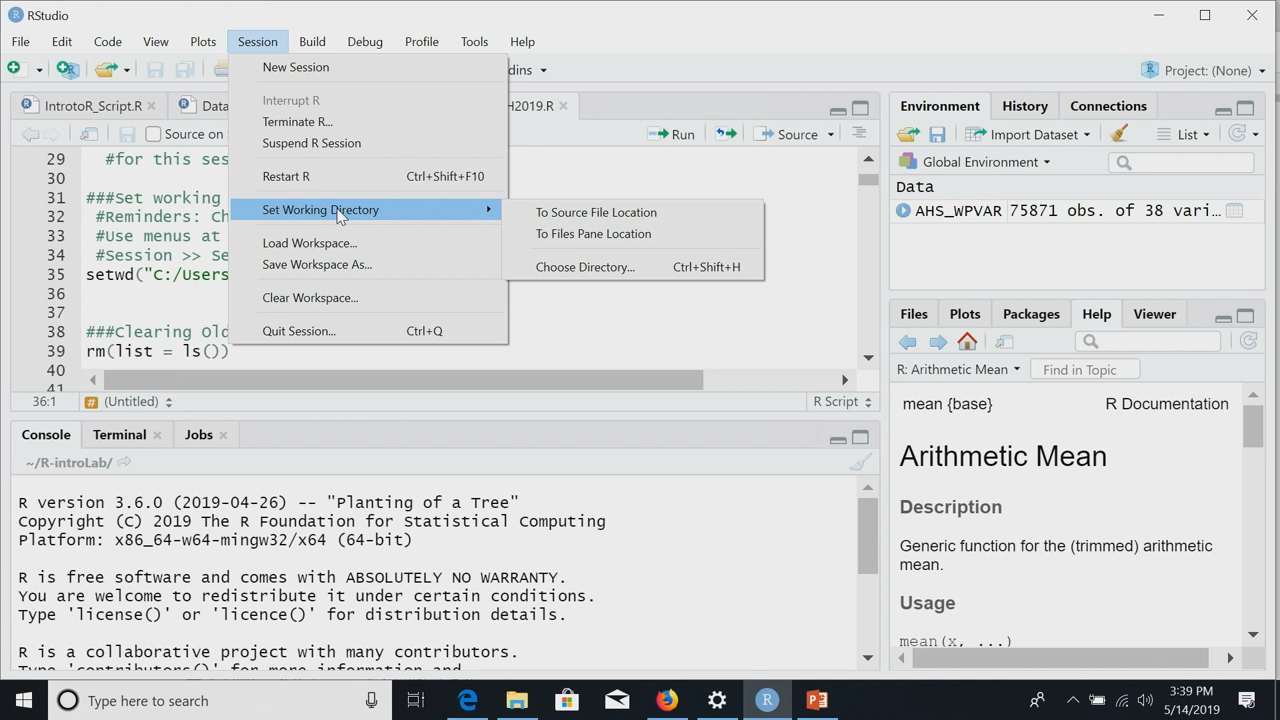 RStudio
File Edit Code View Plots Session Build Debug Profile Tools Help
dins
Project: (None)
IntrotoR_Script.R
Data
H2019.R
Source on
Run
Source
29 #for this ses
30
31 ###Set working
32 #Reminders: Ch
33 #Use menus at
34 #Session >> Se
35 setwd("C:/Users
36
37
38 ###Clearing Old
39 rm(list = ls())
40
41
36:1
(Untitled)
R Script
New Session
Interrupt R
Terminate R...
Suspend R Session
Restart R Ctrl+Shift+F10
Set Working Directory
Load Workspace...
Save Workspace As...
Clear Workspace...
Quit Session... Ctrl+Q
To Source File Location
To Files Pane Location
Choose Directory... Ctrl+Shift+H
Environment History Connections
Import Dataset
List
Global Environment
Data
AHS_WPVAR 75871 obs. of 38 vari...
Files Plots Packages Help Viewer
R: Arithmetic Mean
Find in Topic
mean {base} R Documentation
Arithmetic Mean
Description
Generic function for the (trimmed) arithmetic
mean.
Usage
mean(x, ...)
Console Terminal Jobs
~/R-introLab/
R version 3.6.0 (2019-04-26) -- "Planting of a Tree"
Copyright (C) 2019 The R Foundation for Statistical Computing
Platform: x86_64-w64-mingw32/x64 (64-bit)
R is free software and comes with ABSOLUTELY NO WARRANTY.
You are welcome to redistribute it under certain conditions.
Type 'license()' or 'licence()' for distribution details.
R is a collaborative project with many contributors.
Type 'contributors()' for more information and
Type here to search
3:39 PM
5/14/2019